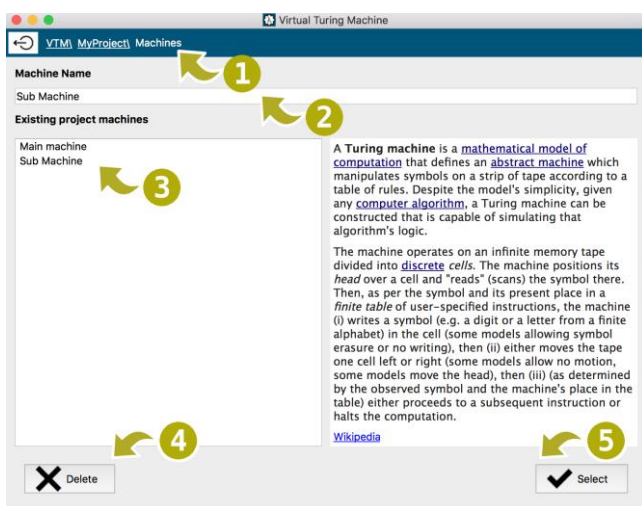 Virtual Turing Machine
VTM\ MyProject\ Machines
1
Machine Name
Sub Machine
2
Existing project machines
Main machine
Sub Machine
3
A Turing machine is a mathematical model of
computation that defines an abstract machine which
manipulates symbols on a strip of tape according to a
table of rules. Despite the model's simplicity, given
any computer algorithm, a Turing machine can be
constructed that is capable of simulating that
algorithm's logic.
The machine operates on an infinite memory tape
divided into discrete cells. The machine positions its
head over a cell and "reads" (scans) the symbol there.
Then, as per the symbol and its present place in a
finite table of user-specified instructions, the machine
(i) writes a symbol (e.g. a digit or a letter from a finite
alphabet) in the cell (some models allowing symbol
erasure or no writing), then (ii) either moves the tape
one cell left or right (some models allow no motion,
some models move the head), then (iii) (as determined
by the observed symbol and the machine's place in the
table) either proceeds to a subsequent instruction or
halts the computation.
Wikipedia
4
5
Delete
Select